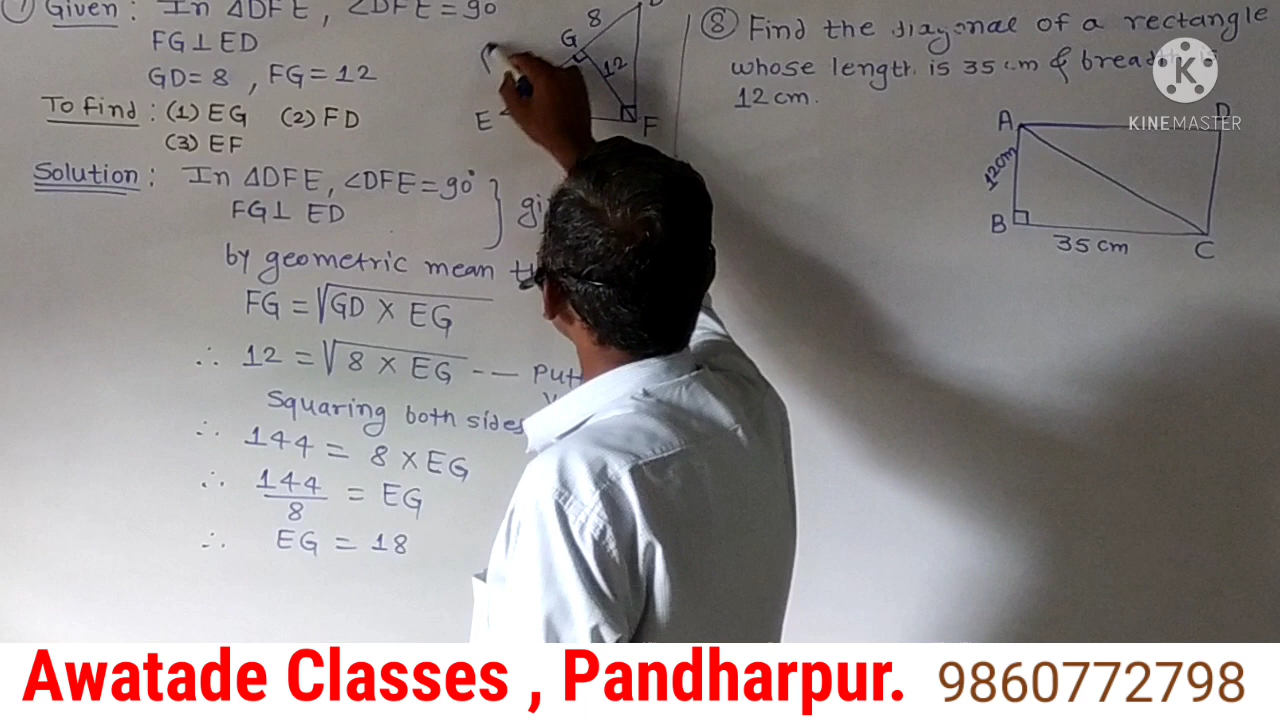 Given: In ΔDFE, ∠DFE=90
FG⊥ED
GD=8, FG=12
To find: (1) EG (2) FD
(3) EF
Solution: In ΔDFE, ∠DFE=90°
FG⊥ ED
by geometric mean
FG = √GD × EG
∴ 12 = √8 × EG --—
Squaring both sides
∴ 144 = 8 × EG
∴ 144/8 = EG
∴ EG = 18
8
G
12
E
F
⑧ Find the diagonal of a rectangle
whose length is 35 cm & breadth is
12 cm.
K
KINEMASTER
A
D
12cm
B
35 cm
C
Awatade Classes , Pandharpur. 9860772798